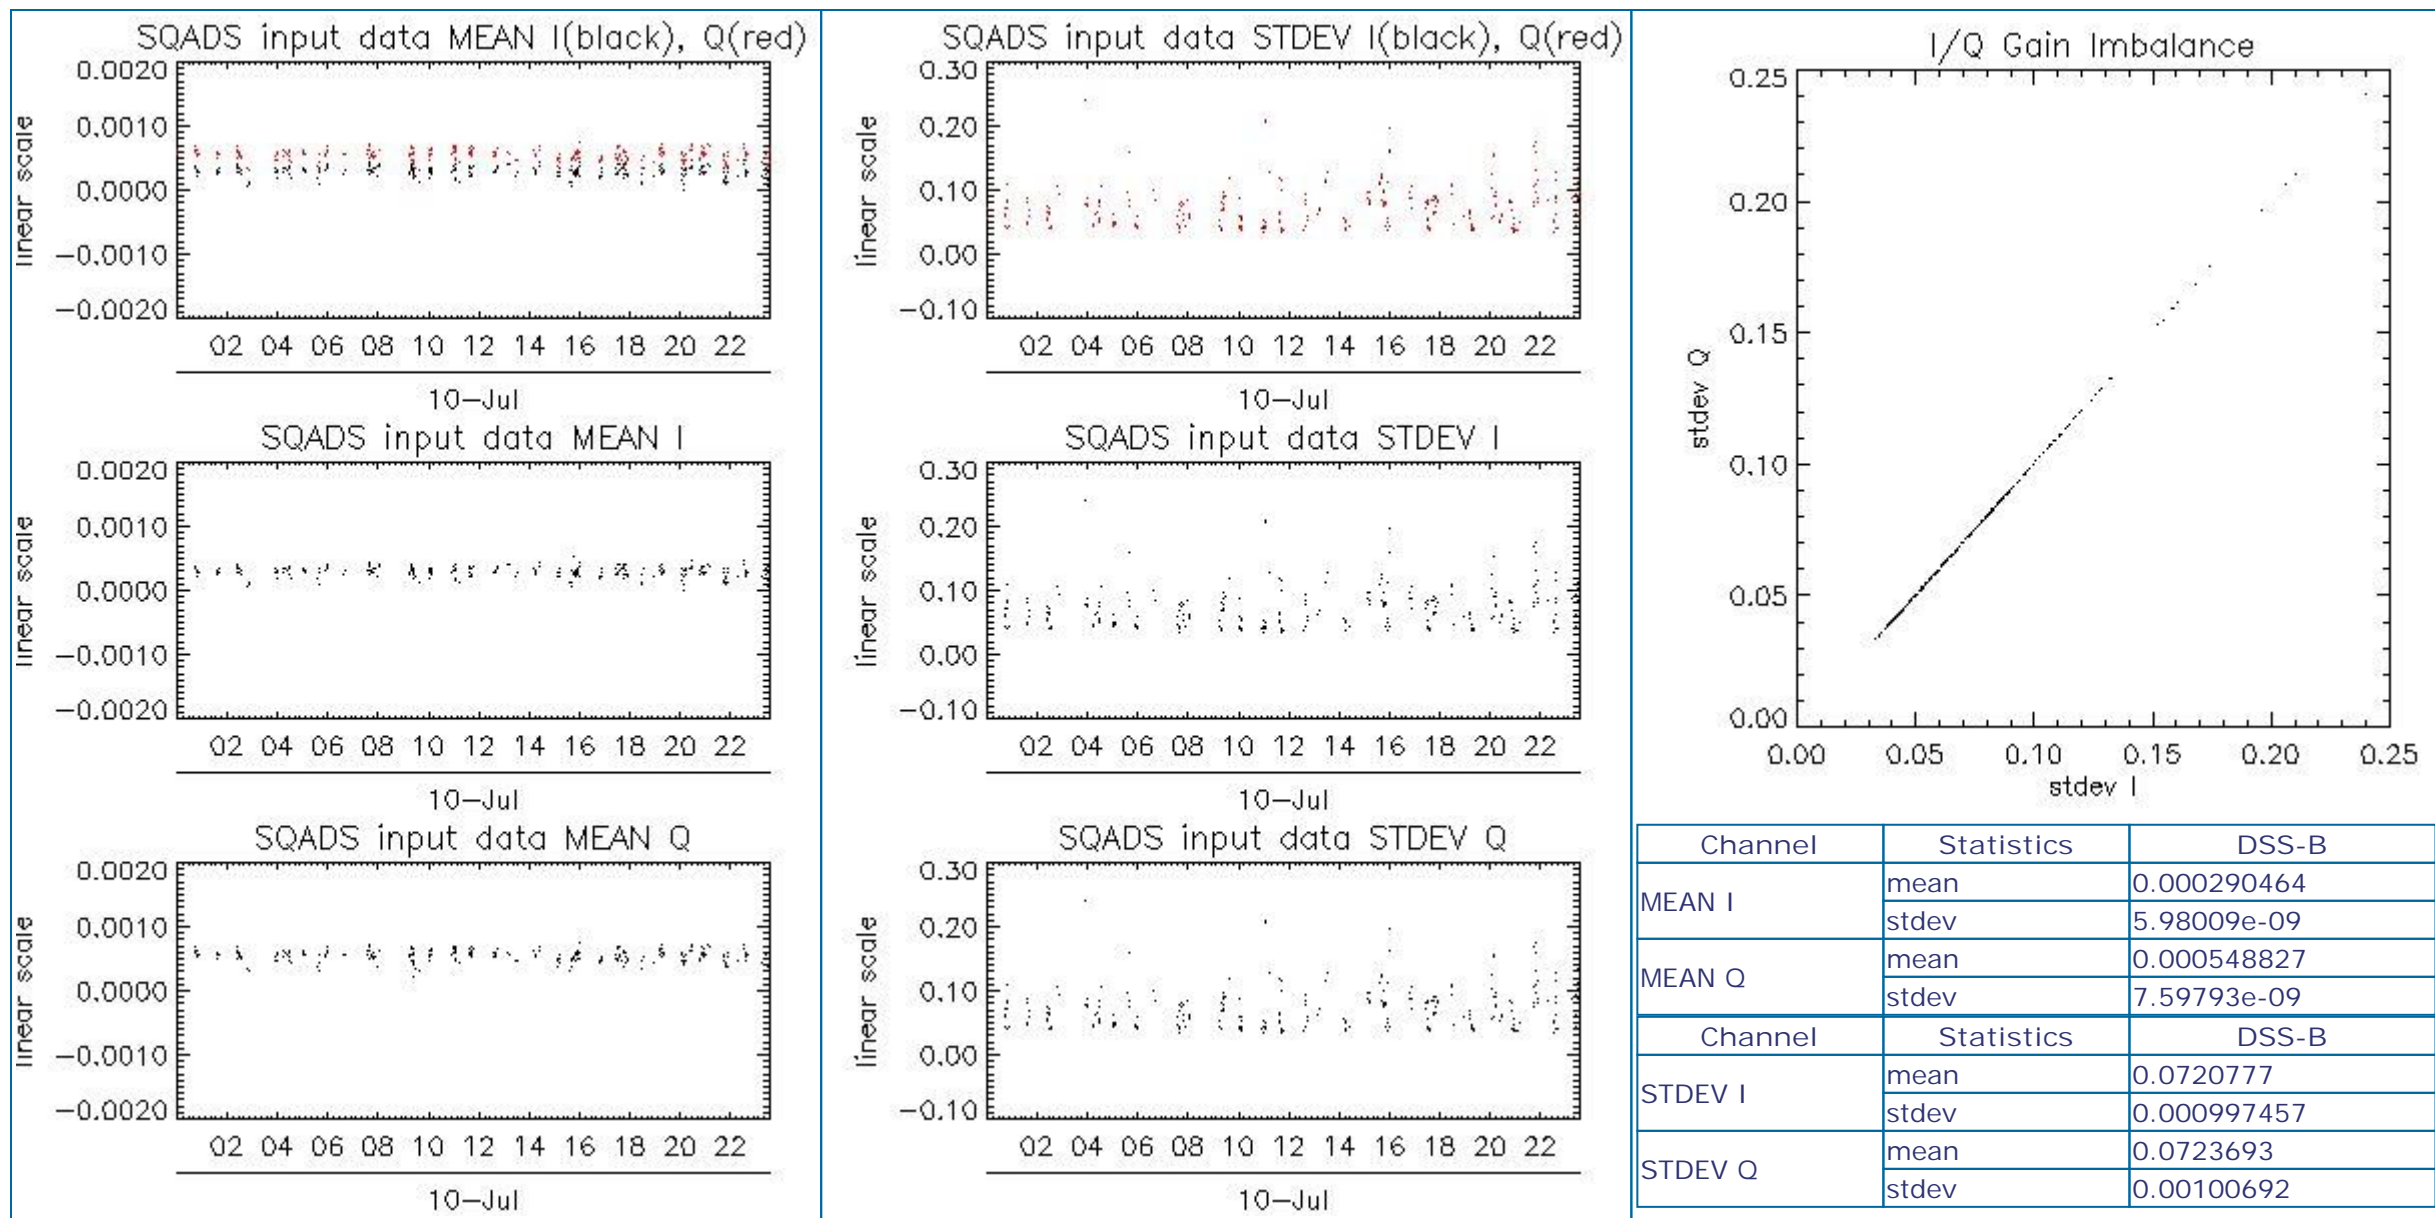 SQADS input data MEAN I(black), Q(red)
0.0020
0.0010
0.0000
−0.0010
−0.0020
linear scale
02 04 06 08 10 12 14 16 18 20 22
10−Jul
SQADS input data MEAN I
0.0020
0.0010
0.0000
−0.0010
−0.0020
linear scale
02 04 06 08 10 12 14 16 18 20 22
10−Jul
SQADS input data MEAN Q
0.0020
0.0010
0.0000
−0.0010
−0.0020
linear scale
02 04 06 08 10 12 14 16 18 20 22
10−Jul
SQADS input data STDEV I(black), Q(red)
0.30
0.20
0.10
0.00
−0.10
linear scale
02 04 06 08 10 12 14 16 18 20 22
10−Jul
SQADS input data STDEV I
0.30
0.20
0.10
0.00
−0.10
linear scale
02 04 06 08 10 12 14 16 18 20 22
10−Jul
SQADS input data STDEV Q
0.30
0.20
0.10
0.00
−0.10
linear scale
02 04 06 08 10 12 14 16 18 20 22
10−Jul
I/Q Gain Imbalance
0.25
0.20
0.15
0.10
0.05
0.00
stdev Q
0.00 0.05 0.10 0.15 0.20 0.25
stdev I
Channel Statistics DSS-B
MEAN I mean 0.000290464
stdev 5.98009e-09
MEAN Q mean 0.000548827
stdev 7.59793e-09
Channel Statistics DSS-B
STDEV I mean 0.0720777
stdev 0.000997457
STDEV Q mean 0.0723693
stdev 0.00100692